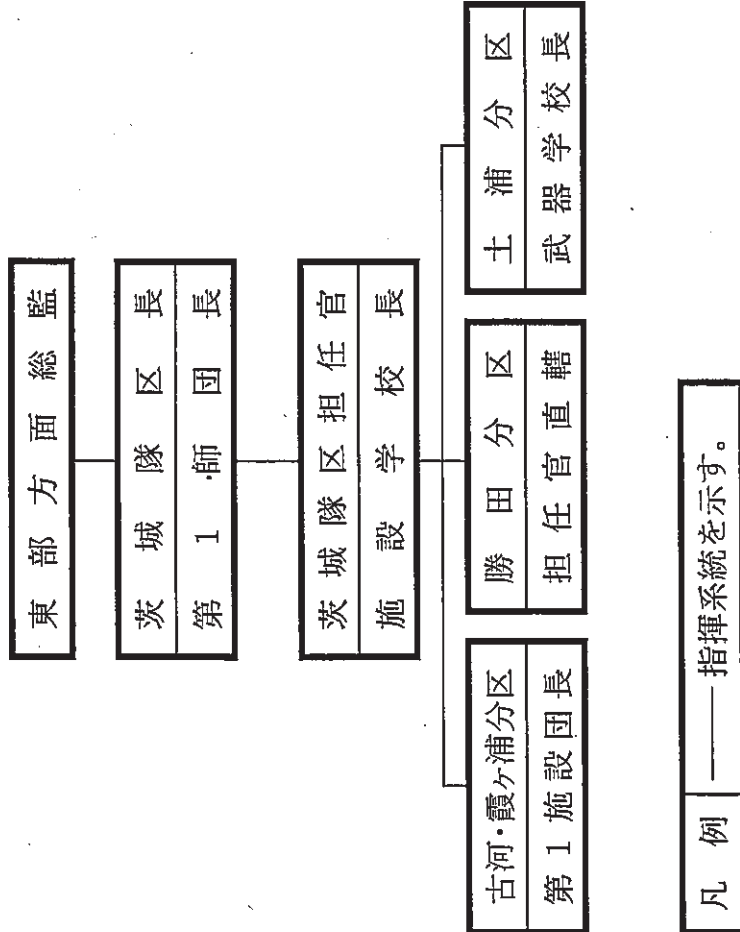 東部方面総監
茨城隊区長
第1師団長
茨城隊区担任官
施設学校長
古河・霞ヶ浦分区
第1施設団長
勝田分区
担任官直轄
土浦分区
武器学校長
凡例
指揮系統を示す。